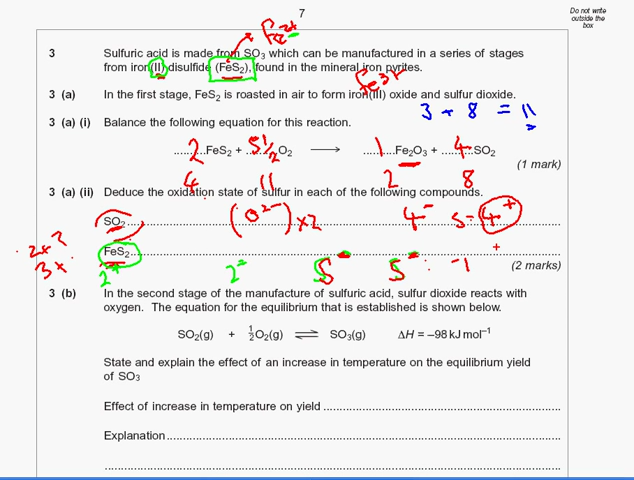 7
Do not write
outside the
box
Fe2+
3 Sulfuric acid is made from SO3 which can be manufactured in a series of stages
from iron(II) disulfide (FeS2), found in the mineral iron pyrites.
Fe3+
3 (a) In the first stage, FeS2 is roasted in air to form iron(III) oxide and sulfur dioxide.
3 + 8 = 11
3 (a) (i) Balance the following equation for this reaction.
2 FeS2 + 5 1/2 O2 ⟶ 1 Fe2O3 + 4 SO2
(1 mark)
4 11 2 8
3 (a) (ii) Deduce the oxidation state of sulfur in each of the following compounds.
SO2 (O2-) × 2 4- S = 4+
2x?
FeS2 2- S- S- : -1 +
3x
2+
(2 marks)
3 (b) In the second stage of the manufacture of sulfuric acid, sulfur dioxide reacts with
oxygen. The equation for the equilibrium that is established is shown below.
SO2(g) + ½O2(g) ⇌ SO3(g) ΔH = –98 kJ mol–1
State and explain the effect of an increase in temperature on the equilibrium yield
of SO3
Effect of increase in temperature on yield
Explanation